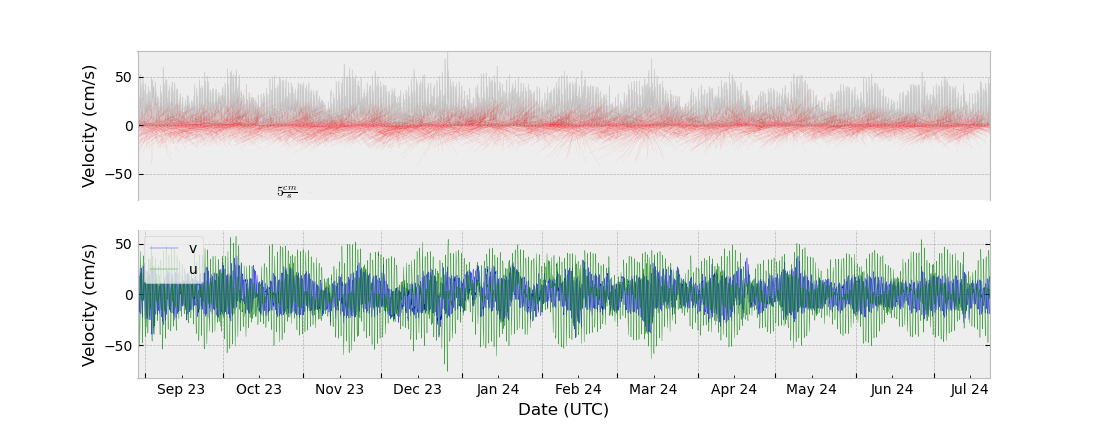 Velocity (cm/s)
50
0
−50
5 cm/s
Velocity (cm/s)
50
0
−50
v
u
Sep 23 Oct 23 Nov 23 Dec 23 Jan 24 Feb 24 Mar 24 Apr 24 May 24 Jun 24 Jul 24
Date (UTC)